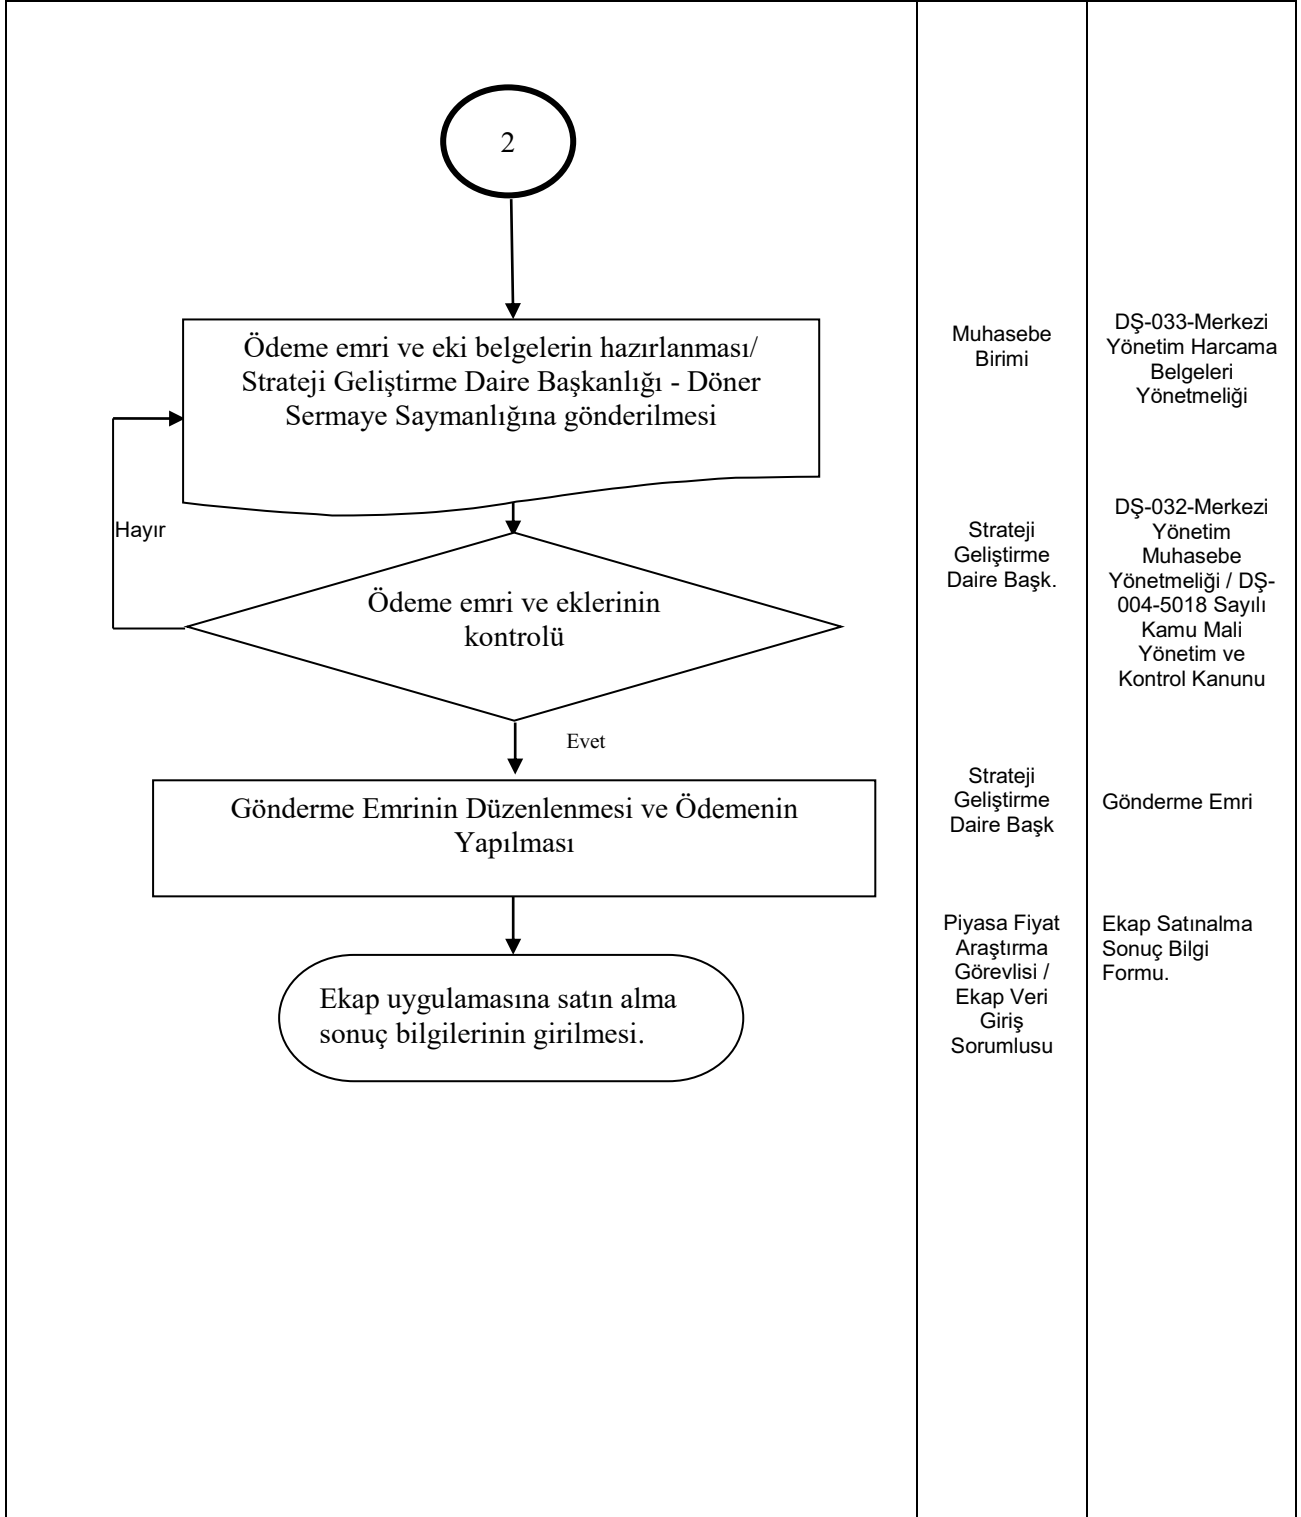 2
Ödeme emri ve eki belgelerin hazırlanması/
Strateji Geliştirme Daire Başkanlığı - Döner
Sermaye Saymanlığına gönderilmesi
Muhasebe
Birimi
DŞ-033-Merkezi
Yönetim Harcama
Belgeleri
Yönetmeliği
Hayır
Ödeme emri ve eklerinin
kontrolü
Strateji
Geliştirme
Daire Başk.
DŞ-032-Merkezi
Yönetim
Muhasebe
Yönetmeliği / DŞ-
004-5018 Sayılı
Kamu Mali
Yönetim ve
Kontrol Kanunu
Evet
Gönderme Emrinin Düzenlenmesi ve Ödemenin
Yapılması
Strateji
Geliştirme
Daire Başk
Gönderme Emri
Ekap uygulamasına satın alma
sonuç bilgilerinin girilmesi.
Piyasa Fiyat
Araştırma
Görevlisi /
Ekap Veri
Giriş
Sorumlusu
Ekap Satınalma
Sonuç Bilgi
Formu.